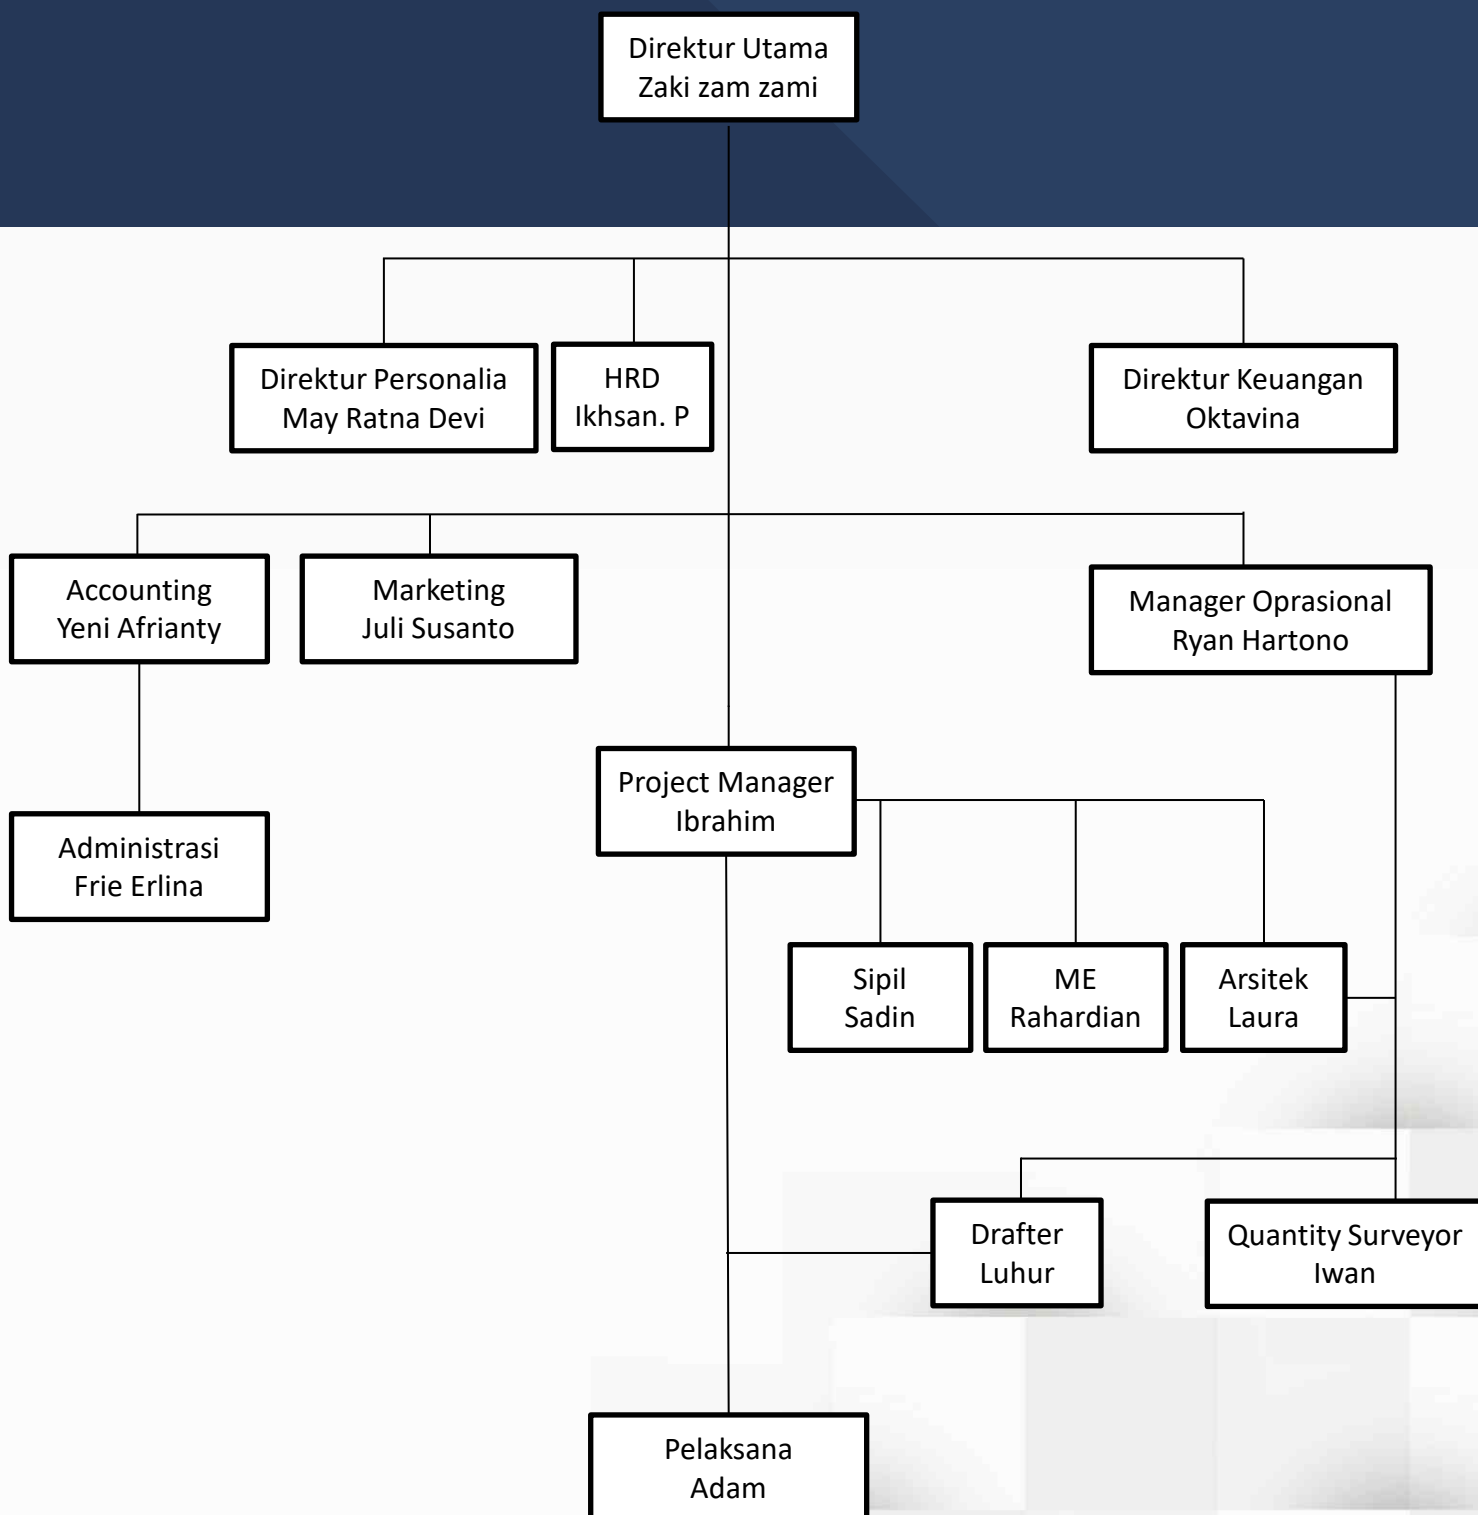 Direktur Utama
Zaki zam zami
Direktur Personalia
May Ratna Devi
HRD
Ikhsan. P
Direktur Keuangan
Oktavina
Accounting
Yeni Afrianty
Marketing
Juli Susanto
Manager Oprasional
Ryan Hartono
Project Manager
Ibrahim
Administrasi
Frie Erlina
Sipil
Sadin
ME
Rahardian
Arsitek
Laura
Drafter
Luhur
Quantity Surveyor
Iwan
Pelaksana
Adam